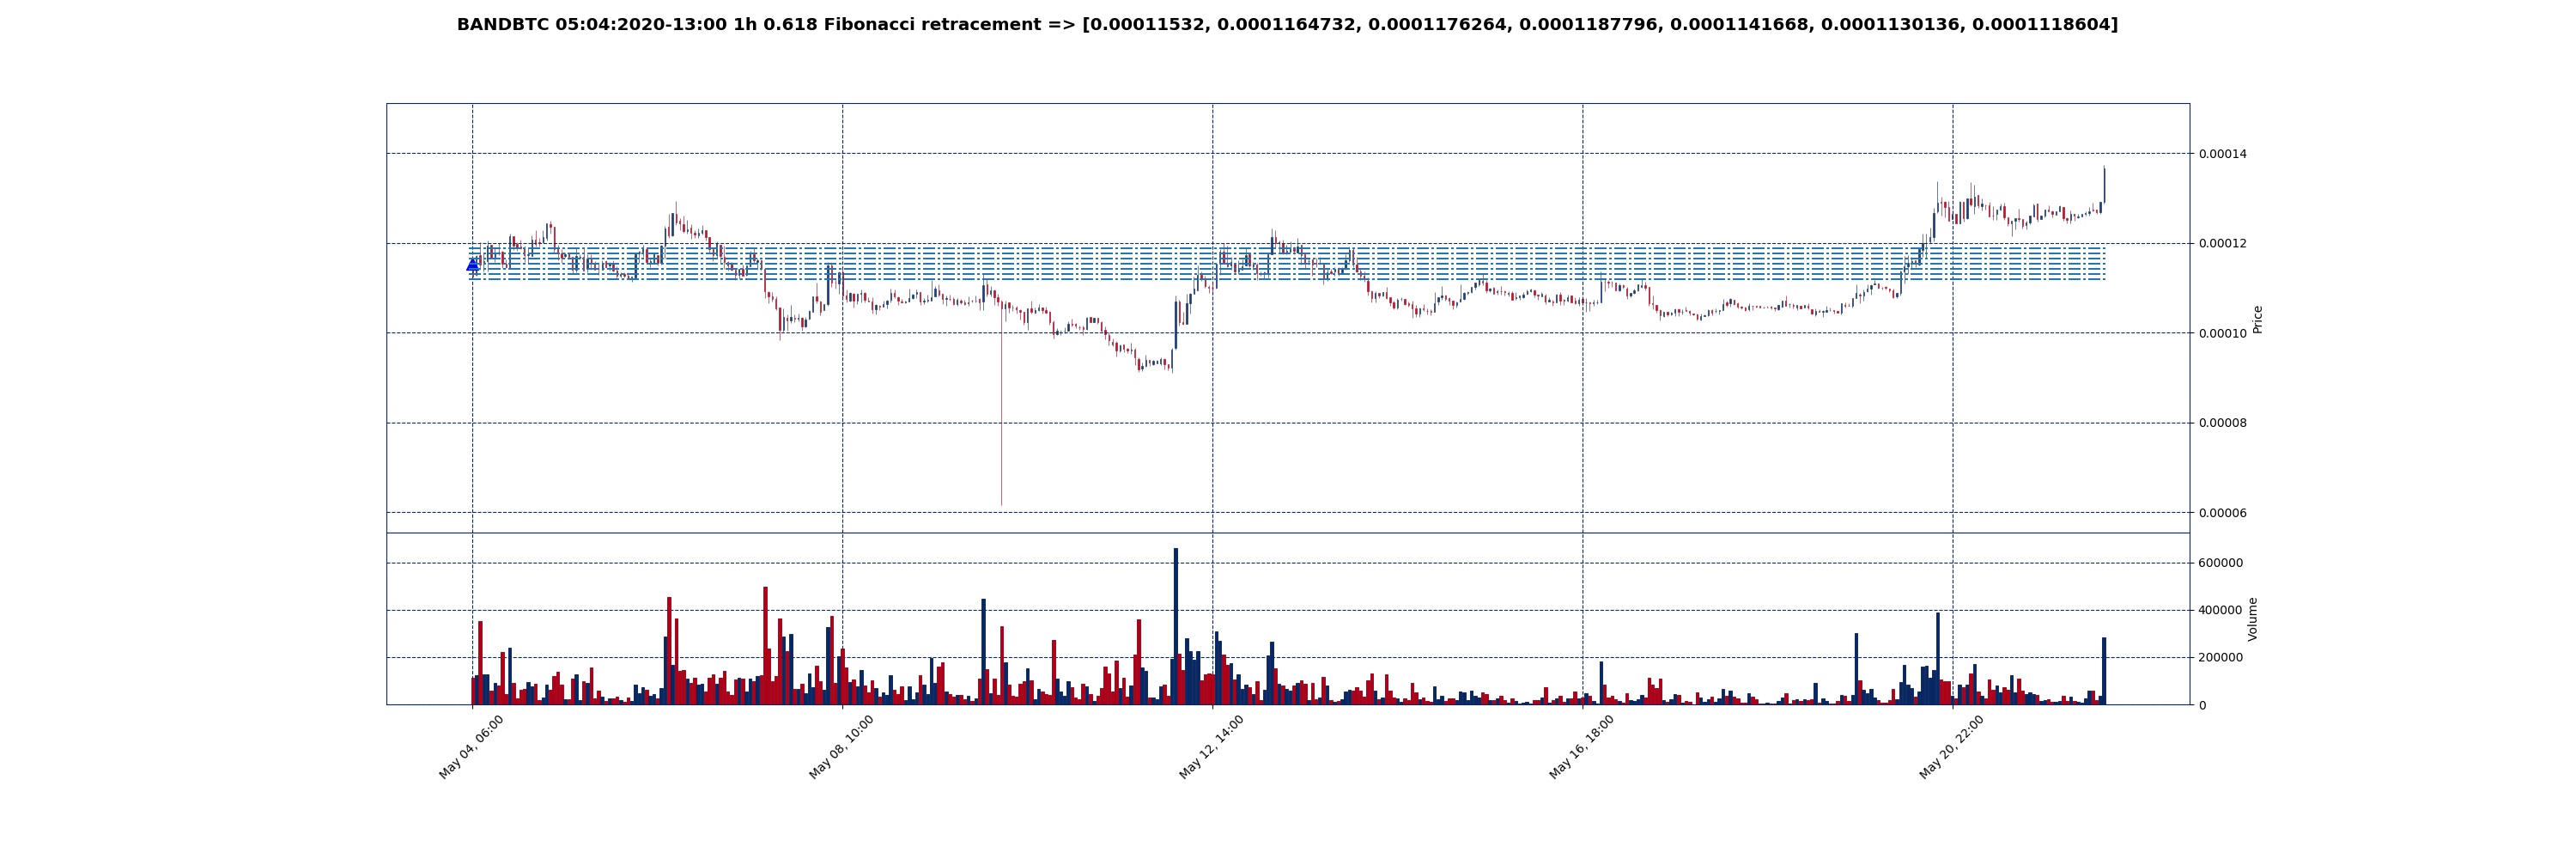 BANDBTC 05:04:2020-13:00 1h 0.618 Fibonacci retracement => [0.00011532, 0.0001164732, 0.0001176264, 0.0001187796, 0.0001141668, 0.0001130136, 0.0001118604]
0.00014
0.00012
0.00010
0.00008
0.00006
Price
600000
400000
200000
0
Volume
May 04, 06:00
May 08, 10:00
May 12, 14:00
May 16, 18:00
May 20, 22:00